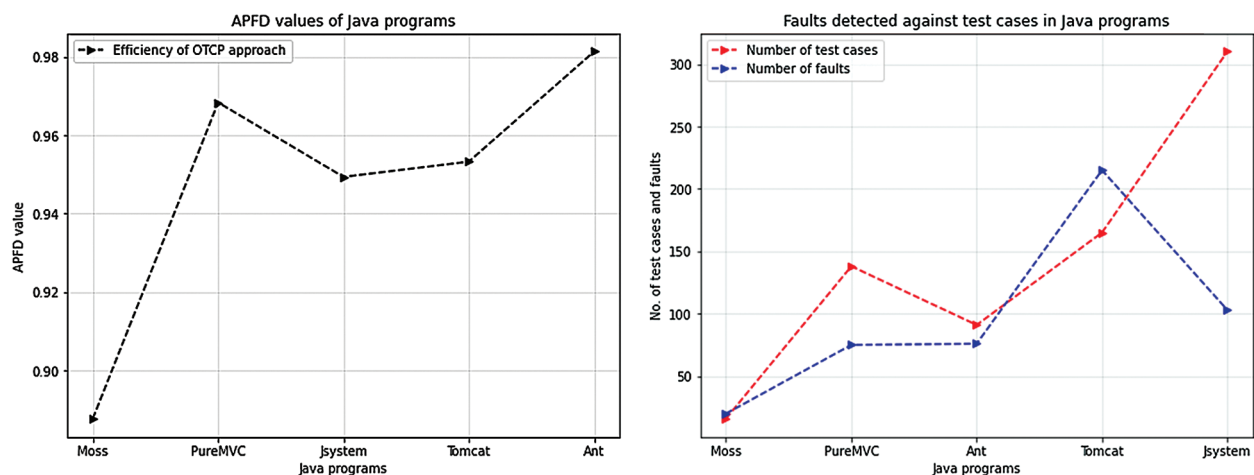 APFD values of Java programs
Efficiency of OTCP approach
0.98
0.96
0.94
0.92
0.90
APFD value
Moss PureMVC Jsystem Tomcat Ant
Java programs
Faults detected against test cases in Java programs
Number of test cases
Number of faults
300
250
200
150
100
50
No. of test cases and faults
Moss PureMVC Ant Tomcat Jsystem
Java programs